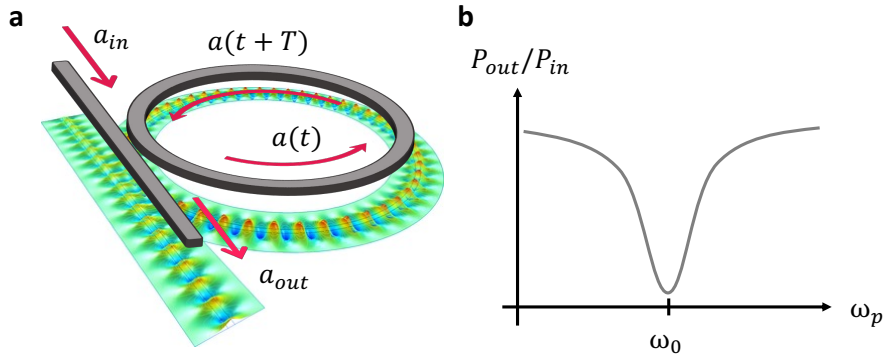 a
a_in
a(t + T)
a(t)
a_out
b
P_out/P_in
ω_0
ω_p